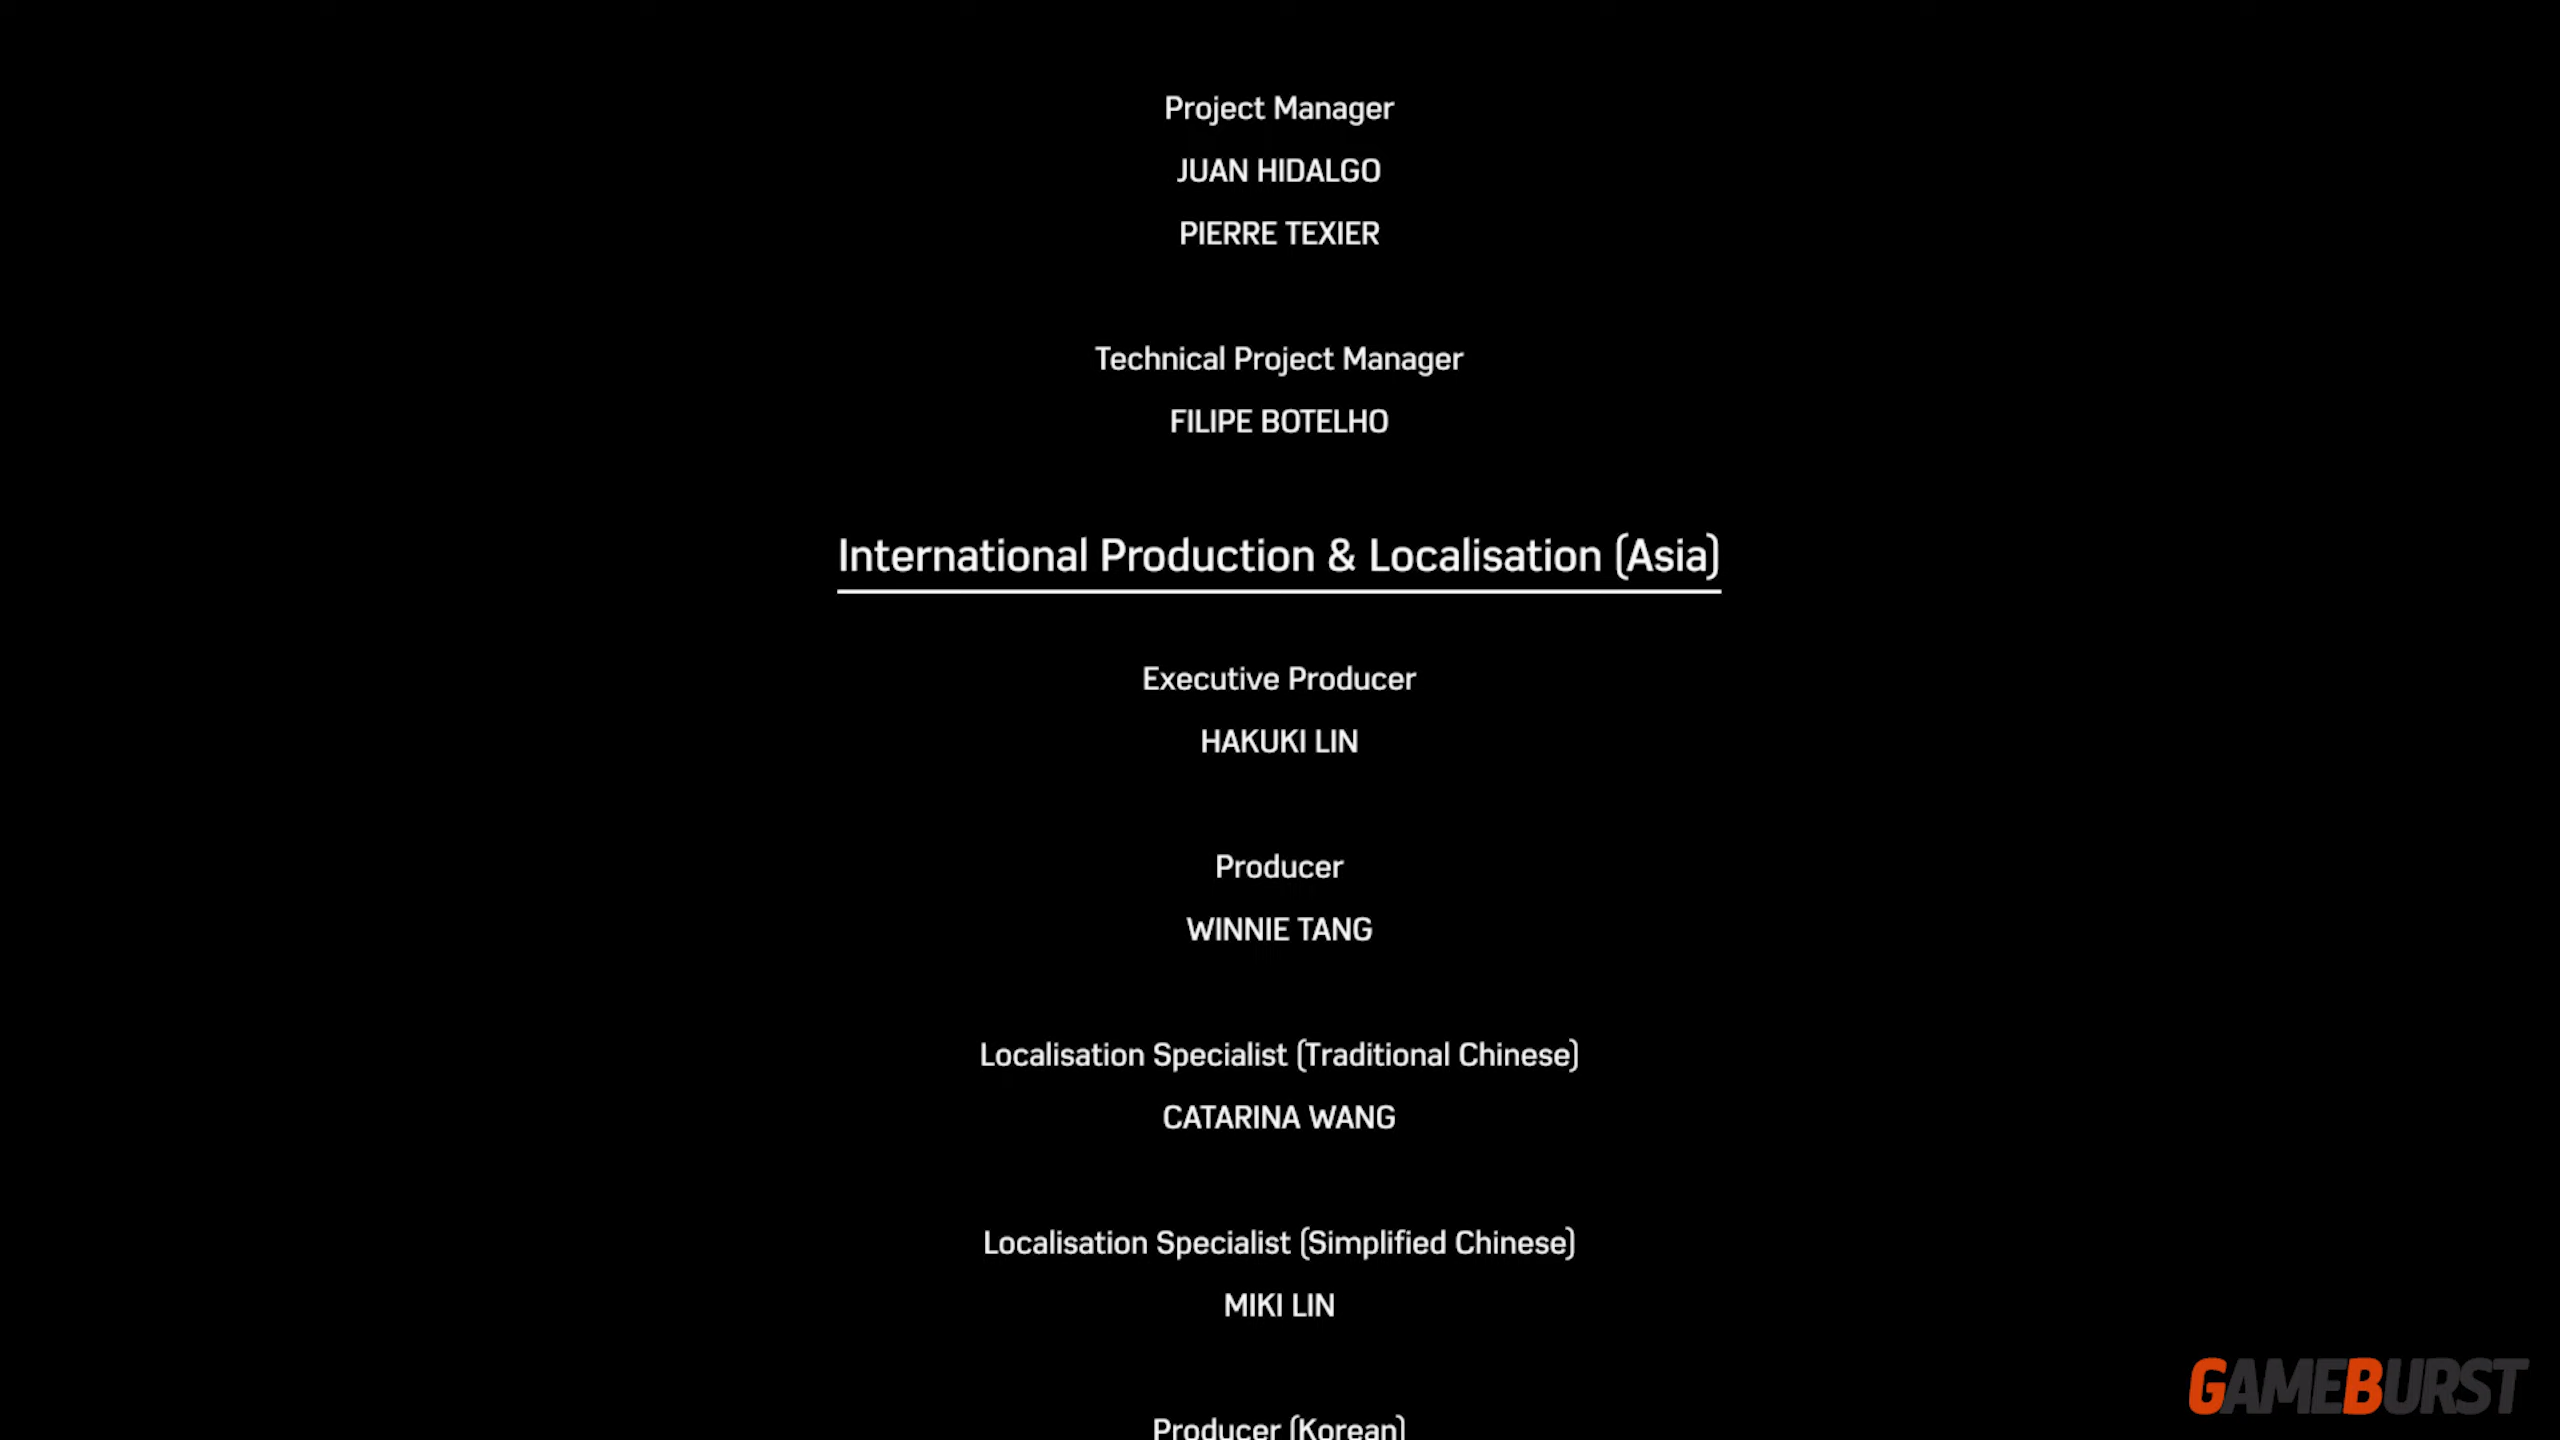 Project Manager
JUAN HIDALGO
PIERRE TEXIER
Technical Project Manager
FILIPE BOTELHO
International Production & Localisation (Asia)
Executive Producer
HAKUKI LIN
Producer
WINNIE TANG
Localisation Specialist (Traditional Chinese)
CATARINA WANG
Localisation Specialist (Simplified Chinese)
MIKI LIN
Producer (Korean)
GAMEBURST